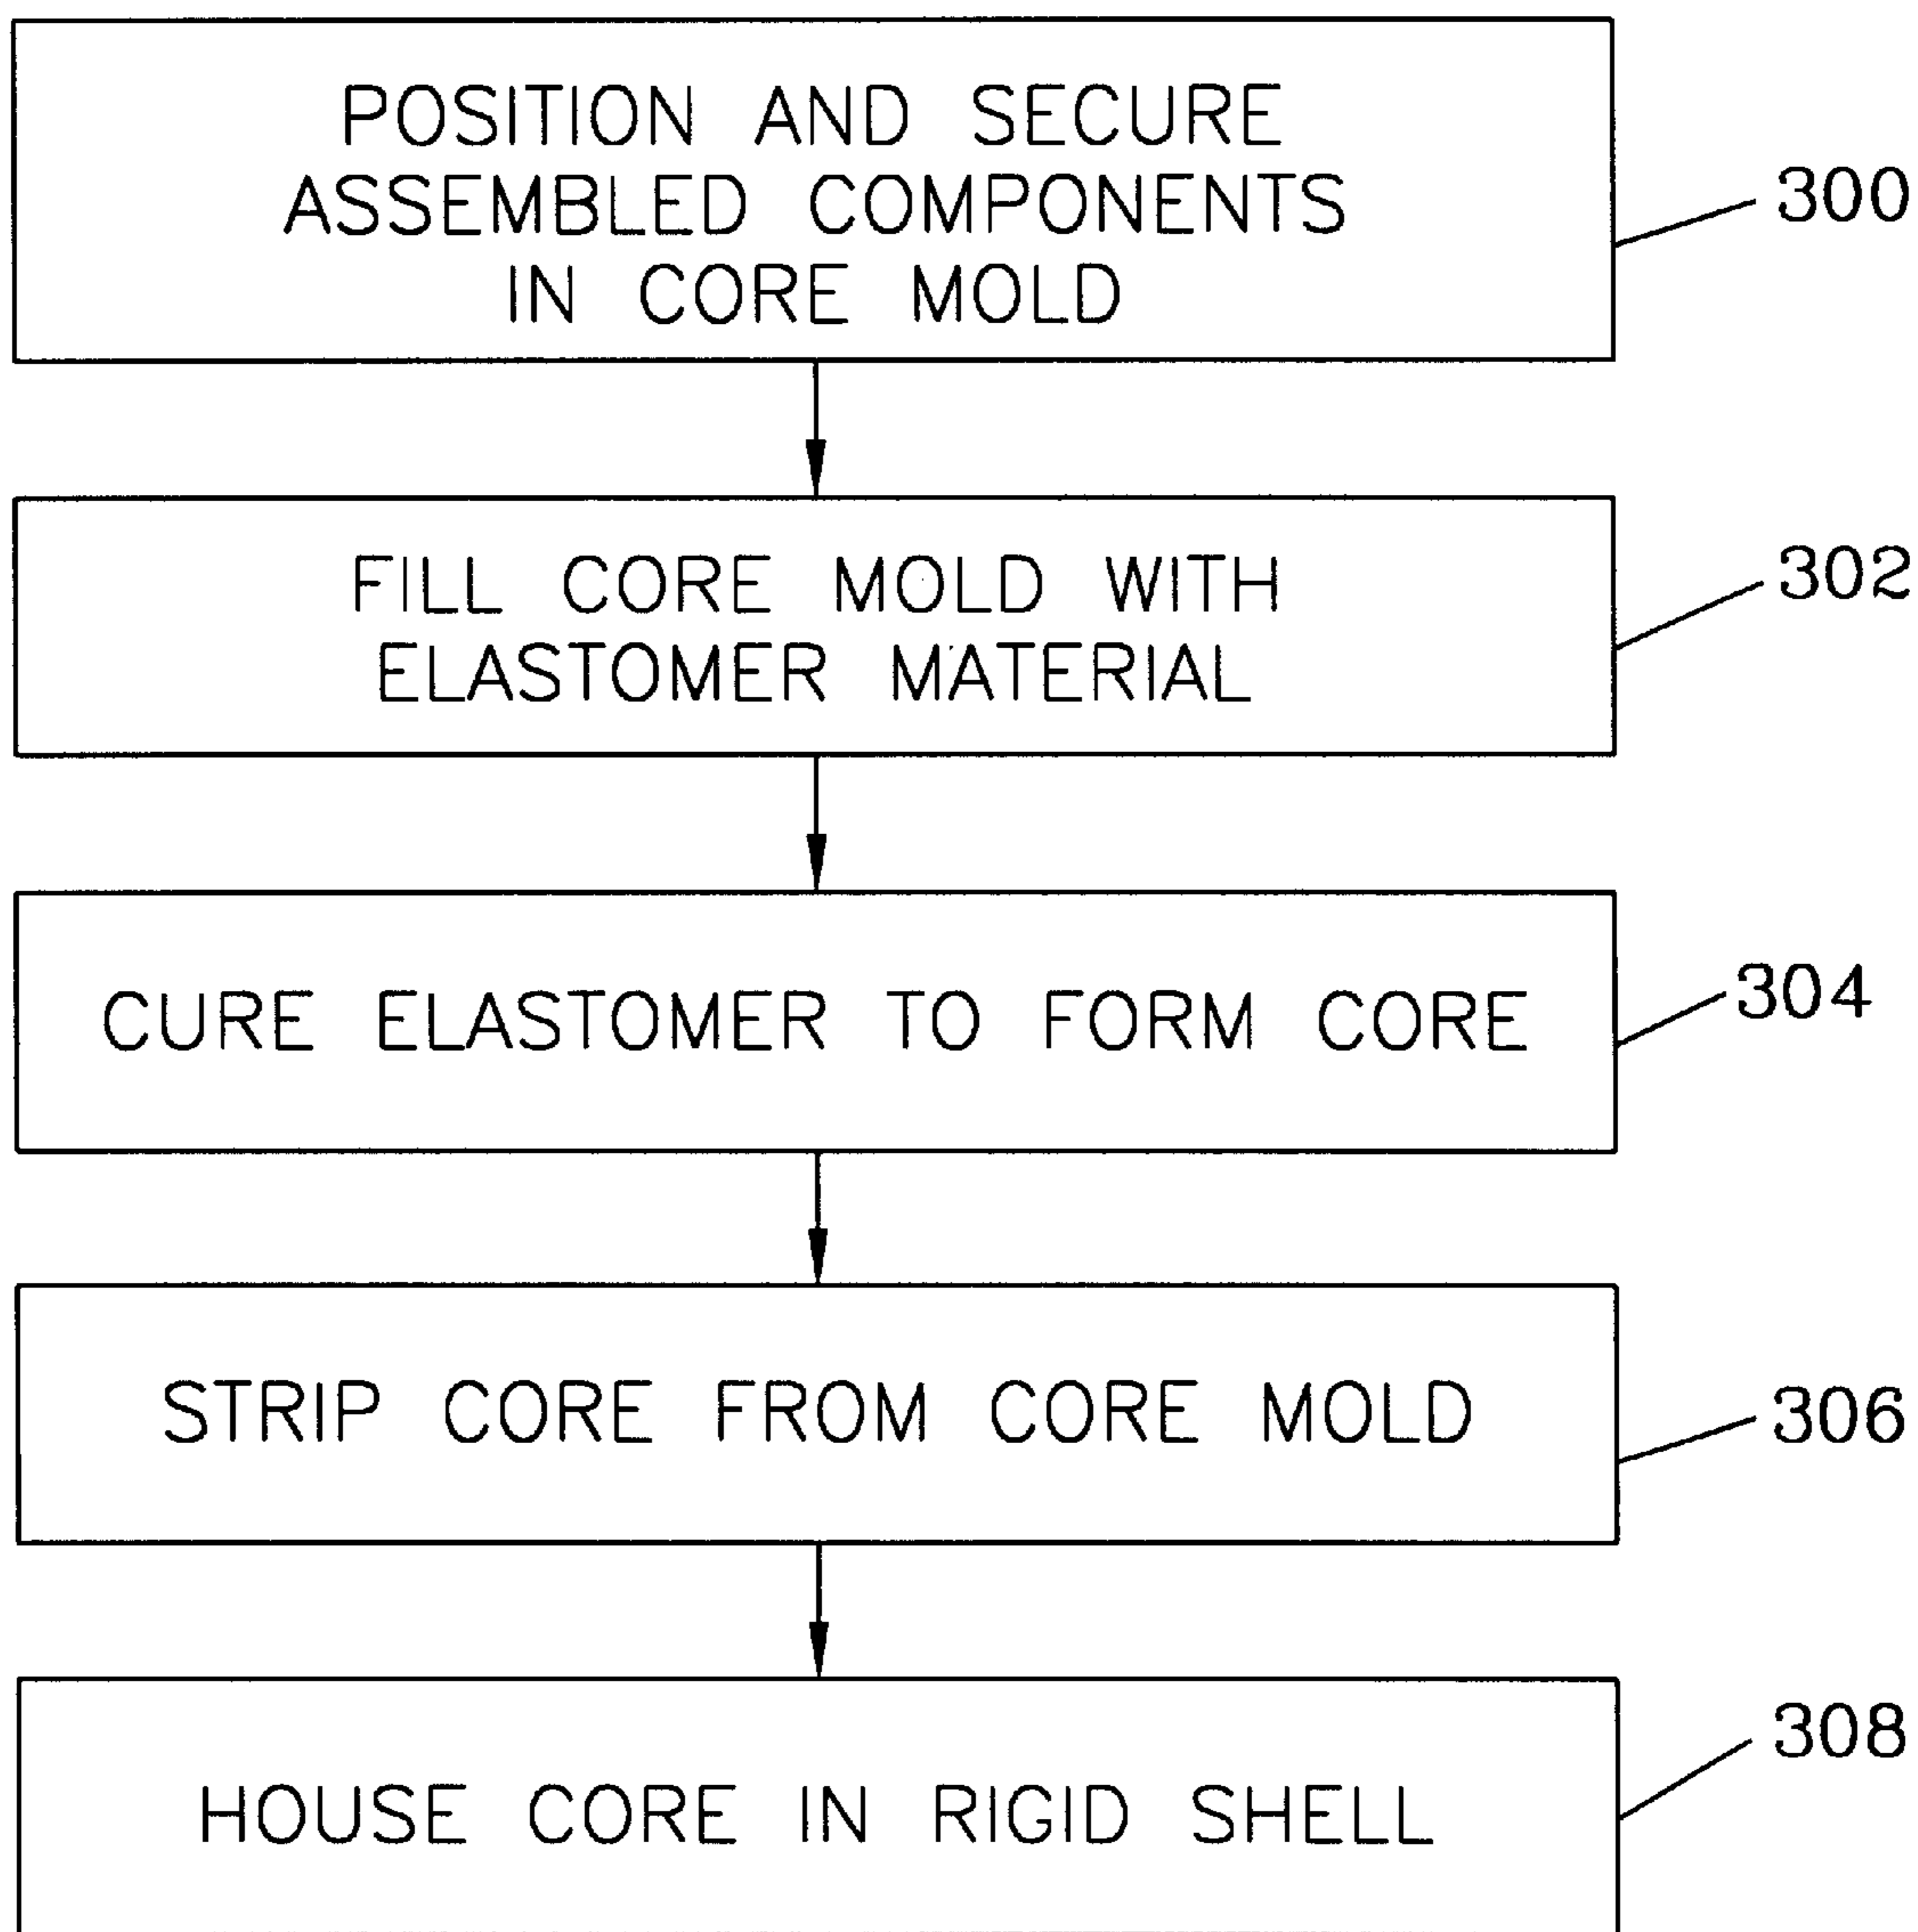 POSITION AND SECURE
ASSEMBLED COMPONENTS
IN CORE MOLD
300
FILL CORE MOLD WITH
ELASTOMER MATERIAL
302
CURE ELASTOMER TO FORM CORE
304
STRIP CORE FROM CORE MOLD
306
HOUSE CORE IN RIGID SHELL
308